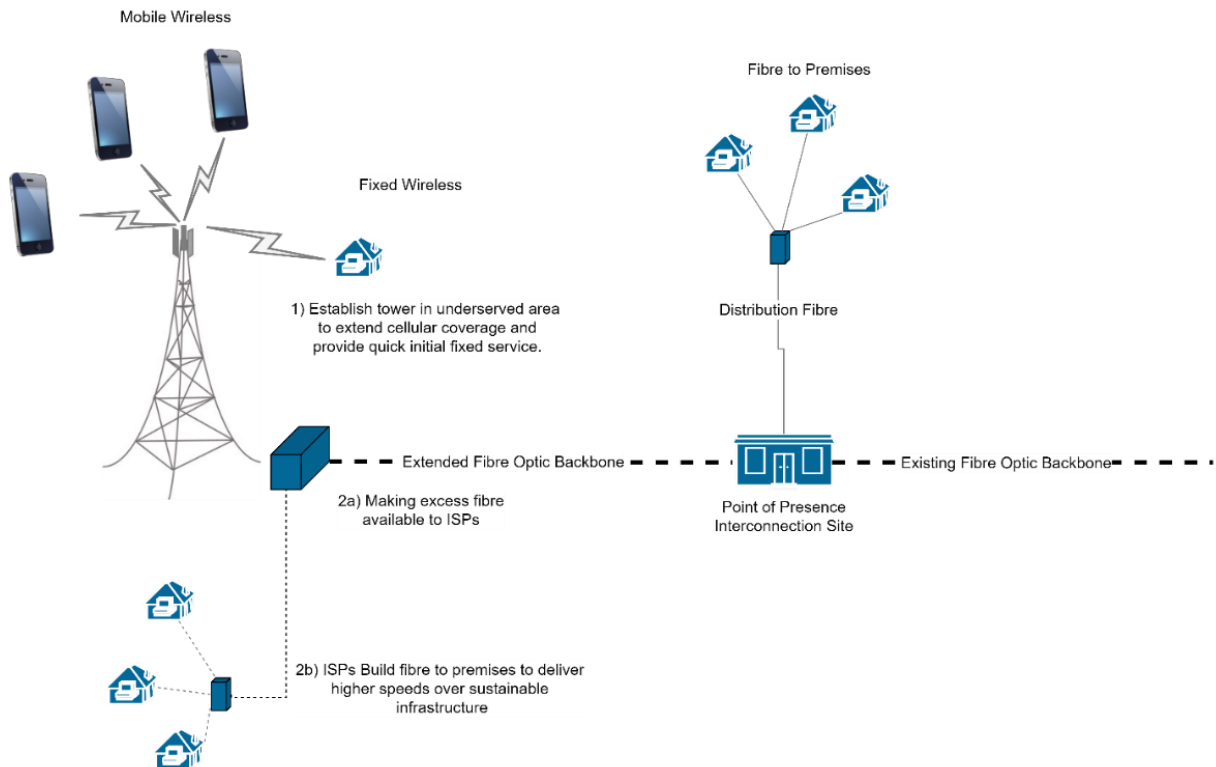 Mobile Wireless
Fibre to Premises
Fixed Wireless
1) Establish tower in underserved area
to extend cellular coverage and
provide quick initial fixed service.
Distribution Fibre
Extended Fibre Optic Backbone
Existing Fibre Optic Backbone
2a) Making excess fibre
available to ISPs
Point of Presence
Interconnection Site
2b) ISPs Build fibre to premises to deliver
higher speeds over sustainable
infrastructure